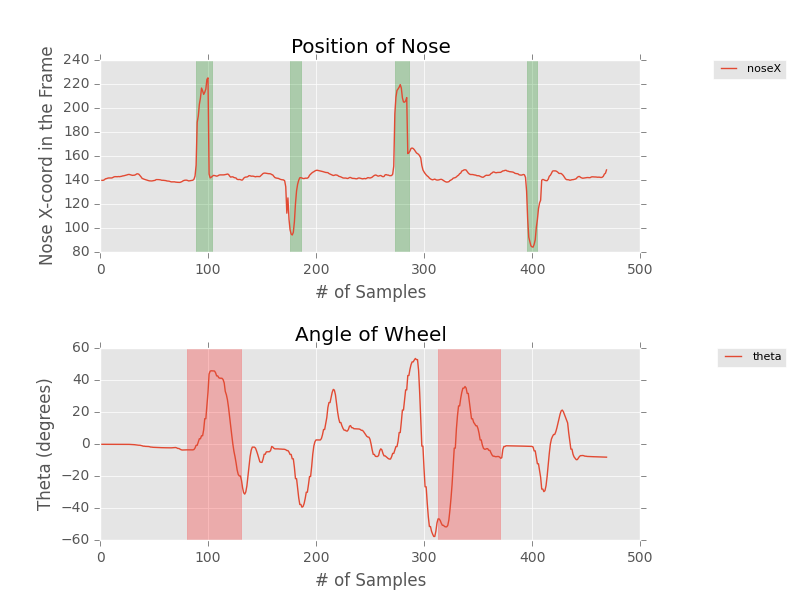 Position of Nose
240
220
200
180
160
140
120
100
80
Nose X-coord in the Frame
0 100 200 300 400 500
# of Samples
noseX
Angle of Wheel
60
40
20
0
−20
−40
−60
Theta (degrees)
0 100 200 300 400 500
# of Samples
theta